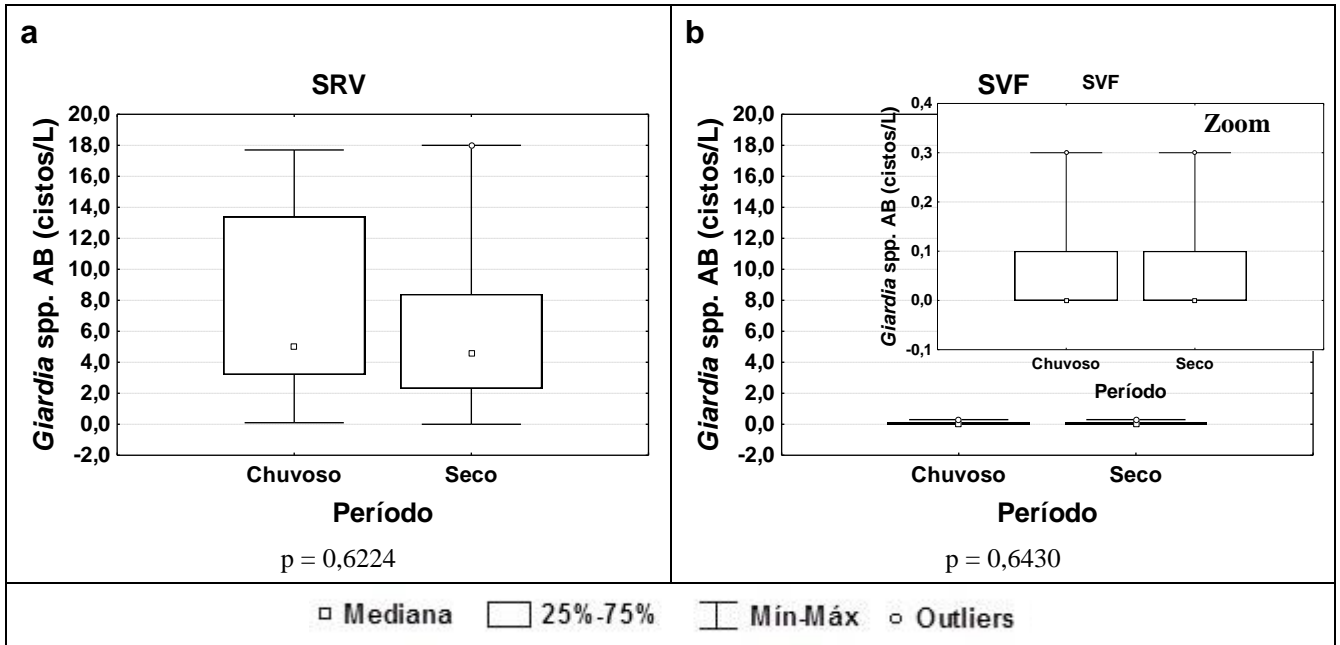 a
SRV
Giardia spp. AB (cistos/L)
20,0
18,0
16,0
14,0
12,0
10,0
8,0
6,0
4,0
2,0
0,0
-2,0
Chuvoso Seco
Período
p = 0,6224
b
SVF
Giardia spp. AB (cistos/L)
20,0
18,0
16,0
14,0
12,0
10,0
8,0
6,0
4,0
2,0
0,0
-2,0
Chuvoso Seco
Período
p = 0,6430
SVF
Zoom
Giardia spp. AB (cistos/L)
0,4
0,3
0,2
0,1
0,0
-0,1
Chuvoso Seco
Período
Mediana 25%-75% Mín-Máx Outliers